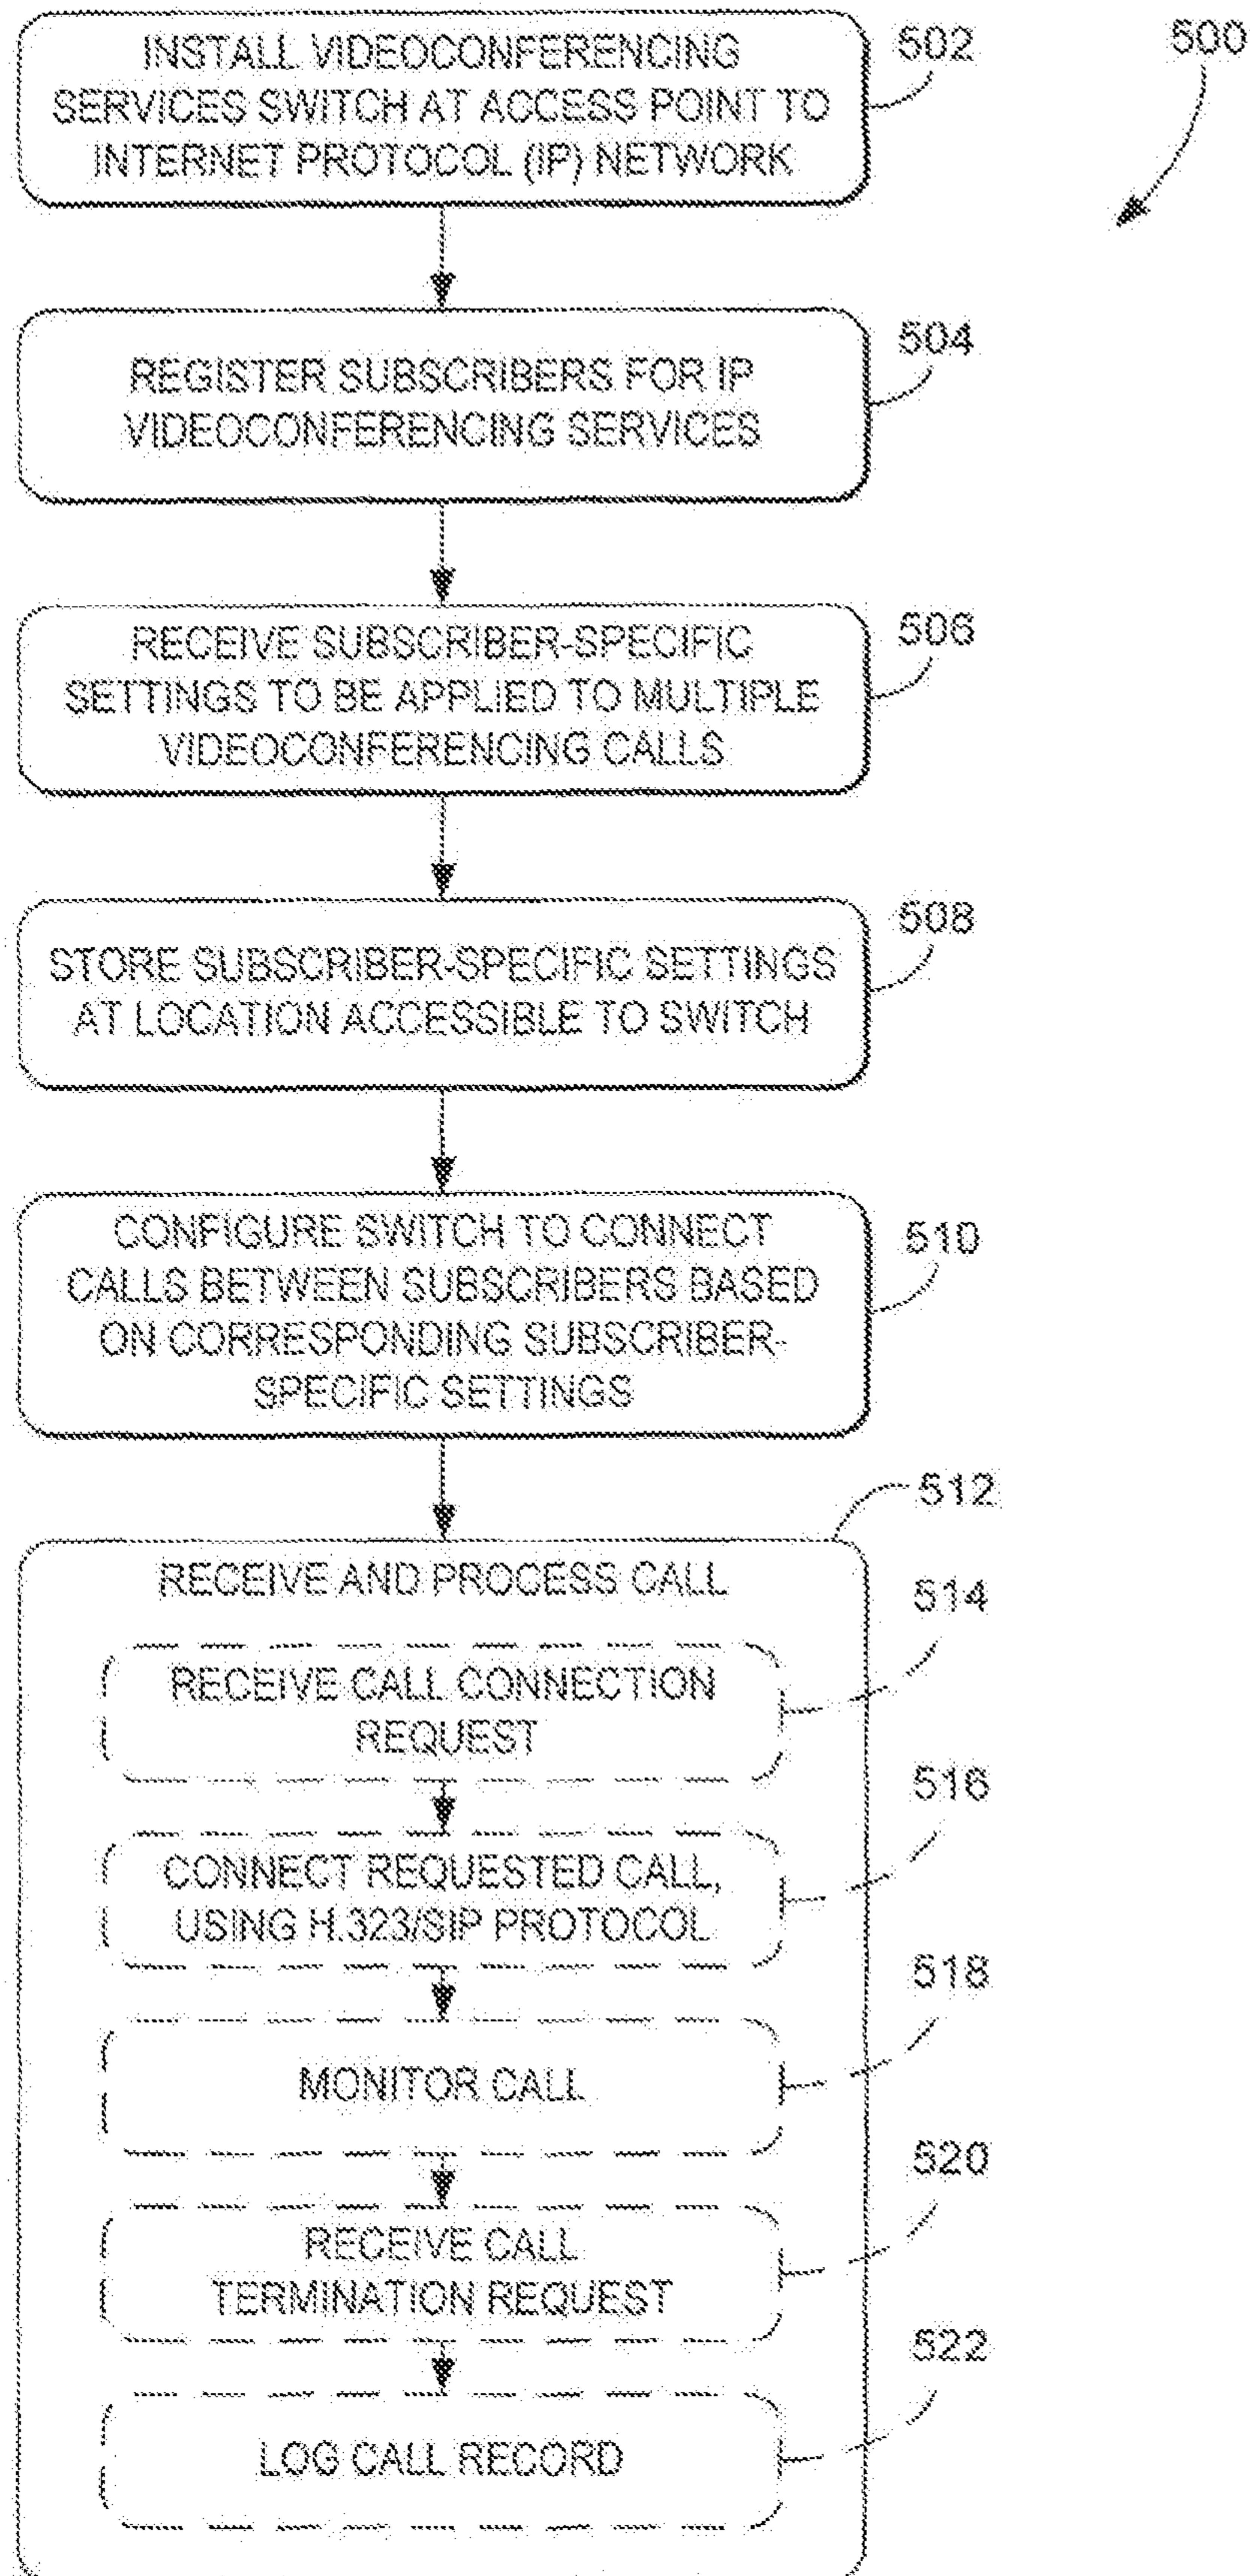 INSTALL VIDEOCONFERENCING
SERVICES SWITCH AT ACCESS POINT TO
INTERNET PROTOCOL (IP) NETWORK
502
500
REGISTER SUBSCRIBERS FOR IP
VIDEOCONFERENCING SERVICES
504
RECEIVE SUBSCRIBER-SPECIFIC
SETTINGS TO BE APPLIED TO MULTIPLE
VIDEOCONFERENCING CALLS
506
STORE SUBSCRIBER-SPECIFIC SETTINGS
AT LOCATION ACCESSIBLE TO SWITCH
508
CONFIGURE SWITCH TO CONNECT
CALLS BETWEEN SUBSCRIBERS BASED
ON CORRESPONDING SUBSCRIBER-
SPECIFIC SETTINGS
510
512
RECEIVE AND PROCESS CALL
RECEIVE CALL CONNECTION
REQUEST
514
CONNECT REQUESTED CALL,
USING H.323/SIP PROTOCOL
516
MONITOR CALL
518
RECEIVE CALL
TERMINATION REQUEST
520
LOG CALL RECORD
522